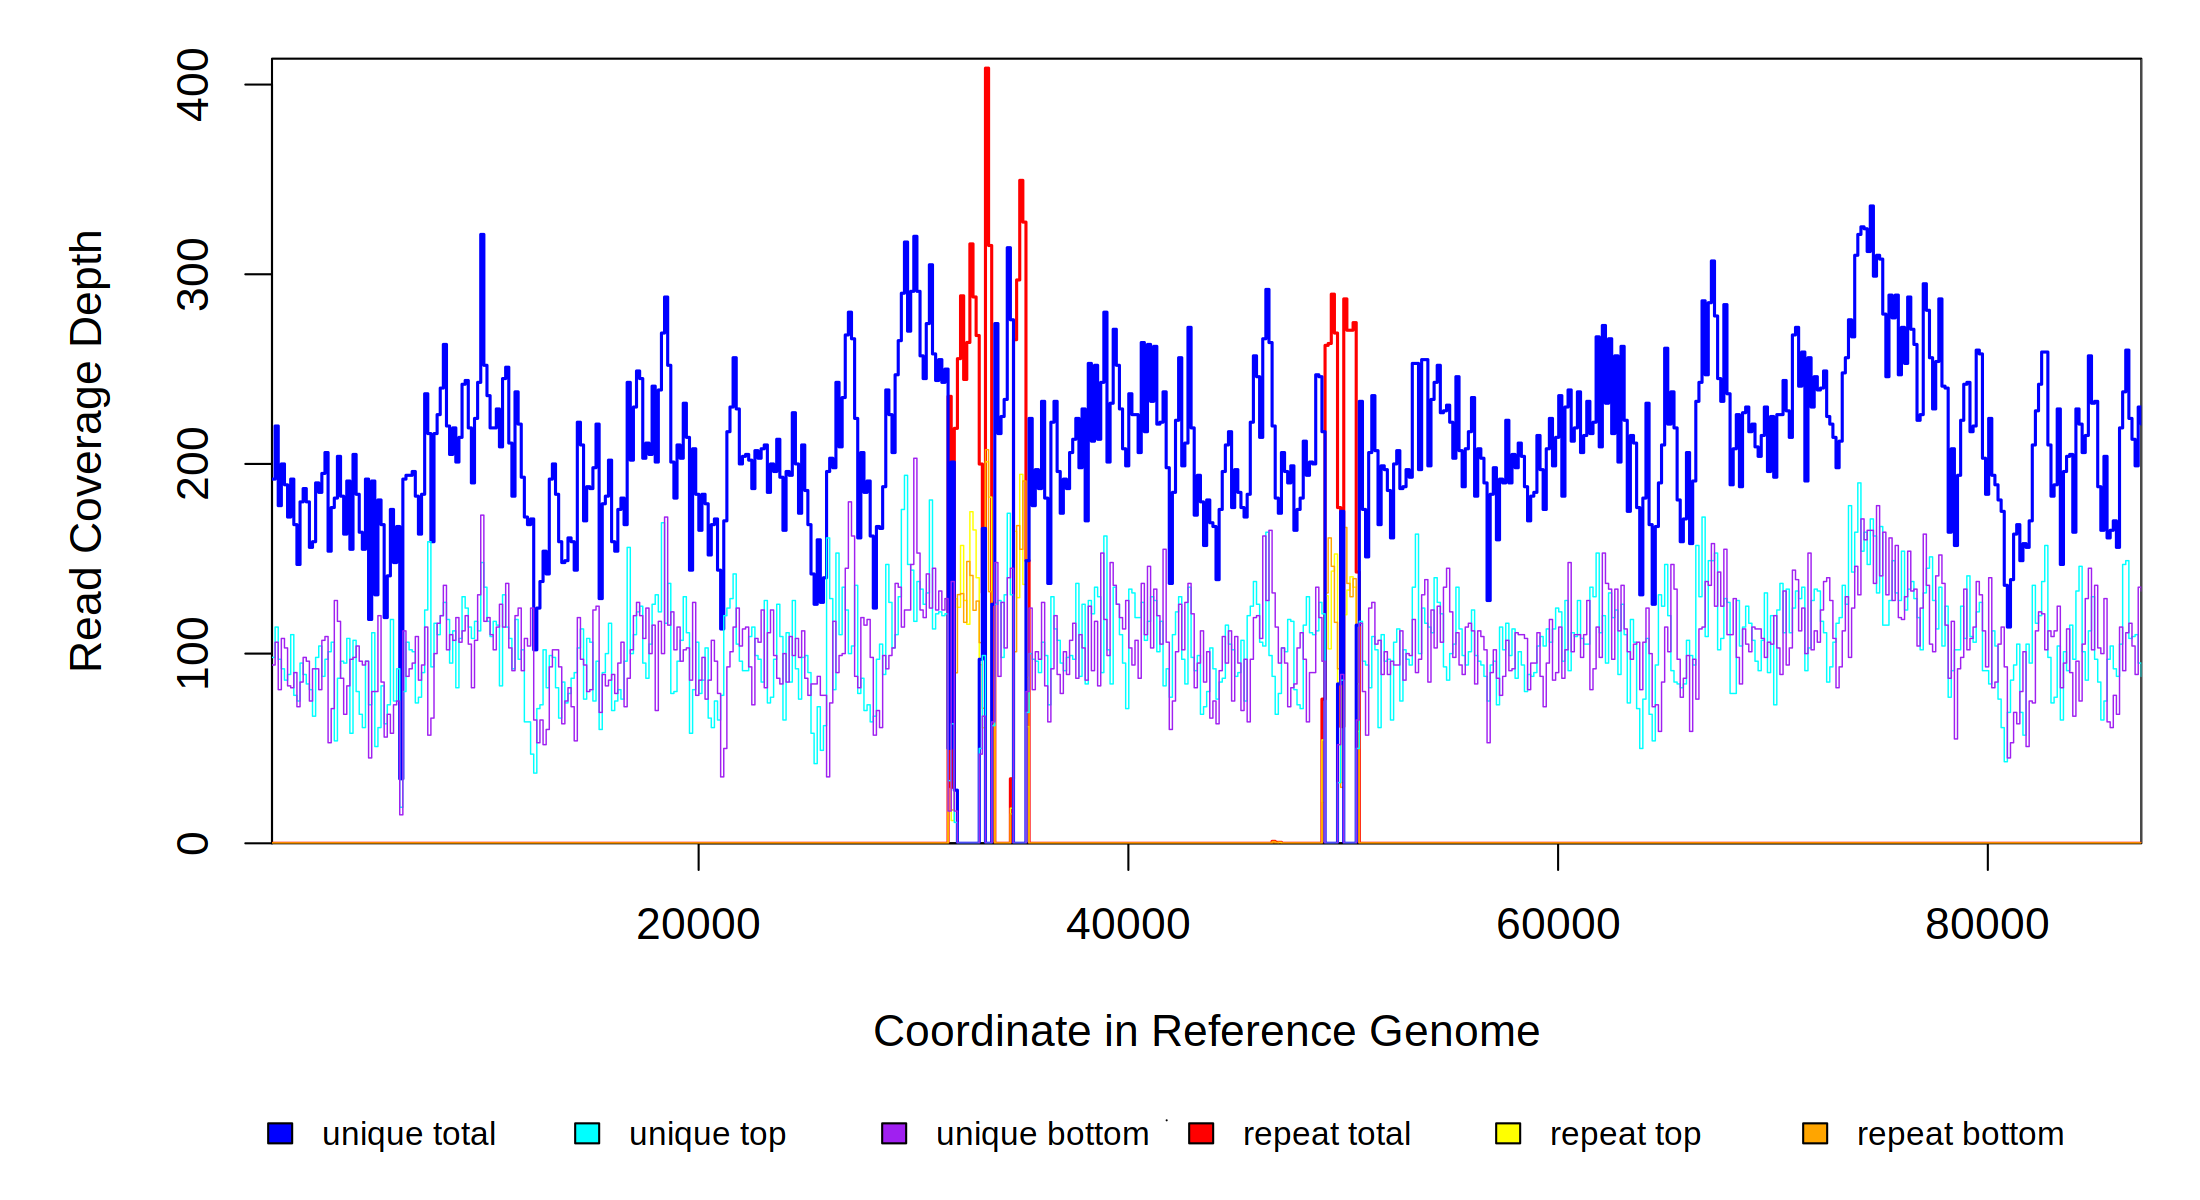 400
300
200
100
0
Read Coverage Depth
20000 40000 60000 80000
Coordinate in Reference Genome
unique total unique top unique bottom repeat total repeat top repeat bottom